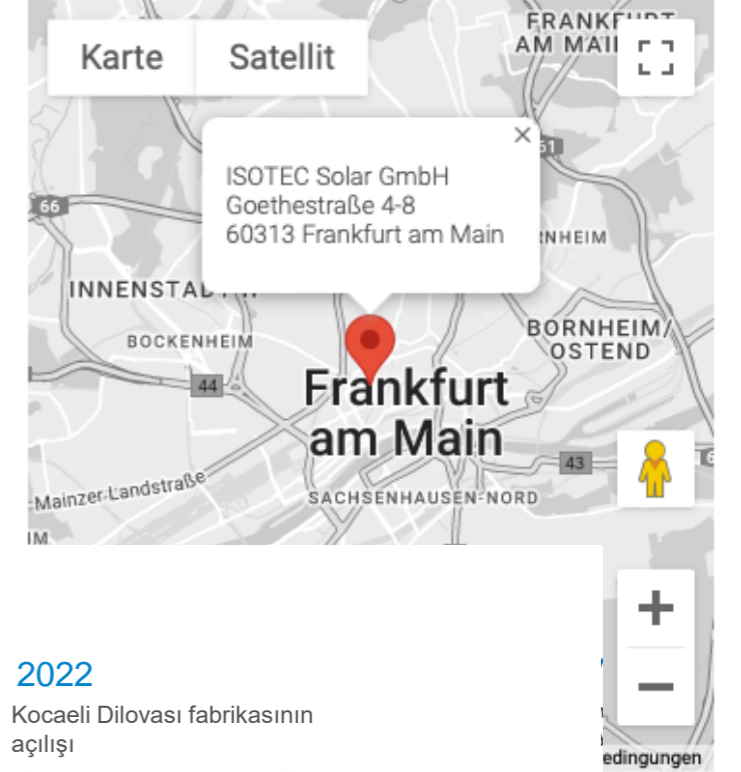 Karte
Satellit
FRANKFURT
AM MAIN
ISOTEC Solar GmbH
Goethestraße 4-8
60313 Frankfurt am Main
66
61
INNENSTADT
BOCKENHEIM
BORNHEIM/
OSTEND
44
Frankfurt
am Main
43
Mainzer Landstraße
SACHSENHAUSEN-NORD
2022
Kocaeli Dilovası fabrikasının
açılışı